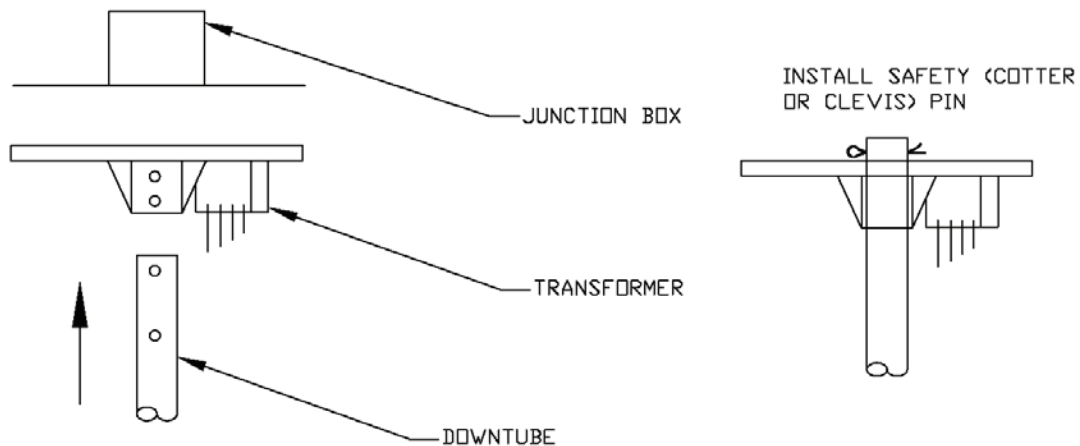 INSTALL SAFETY (COTTER
OR CLEVIS) PIN
JUNCTION BOX
TRANSFORMER
DOWNTUBE